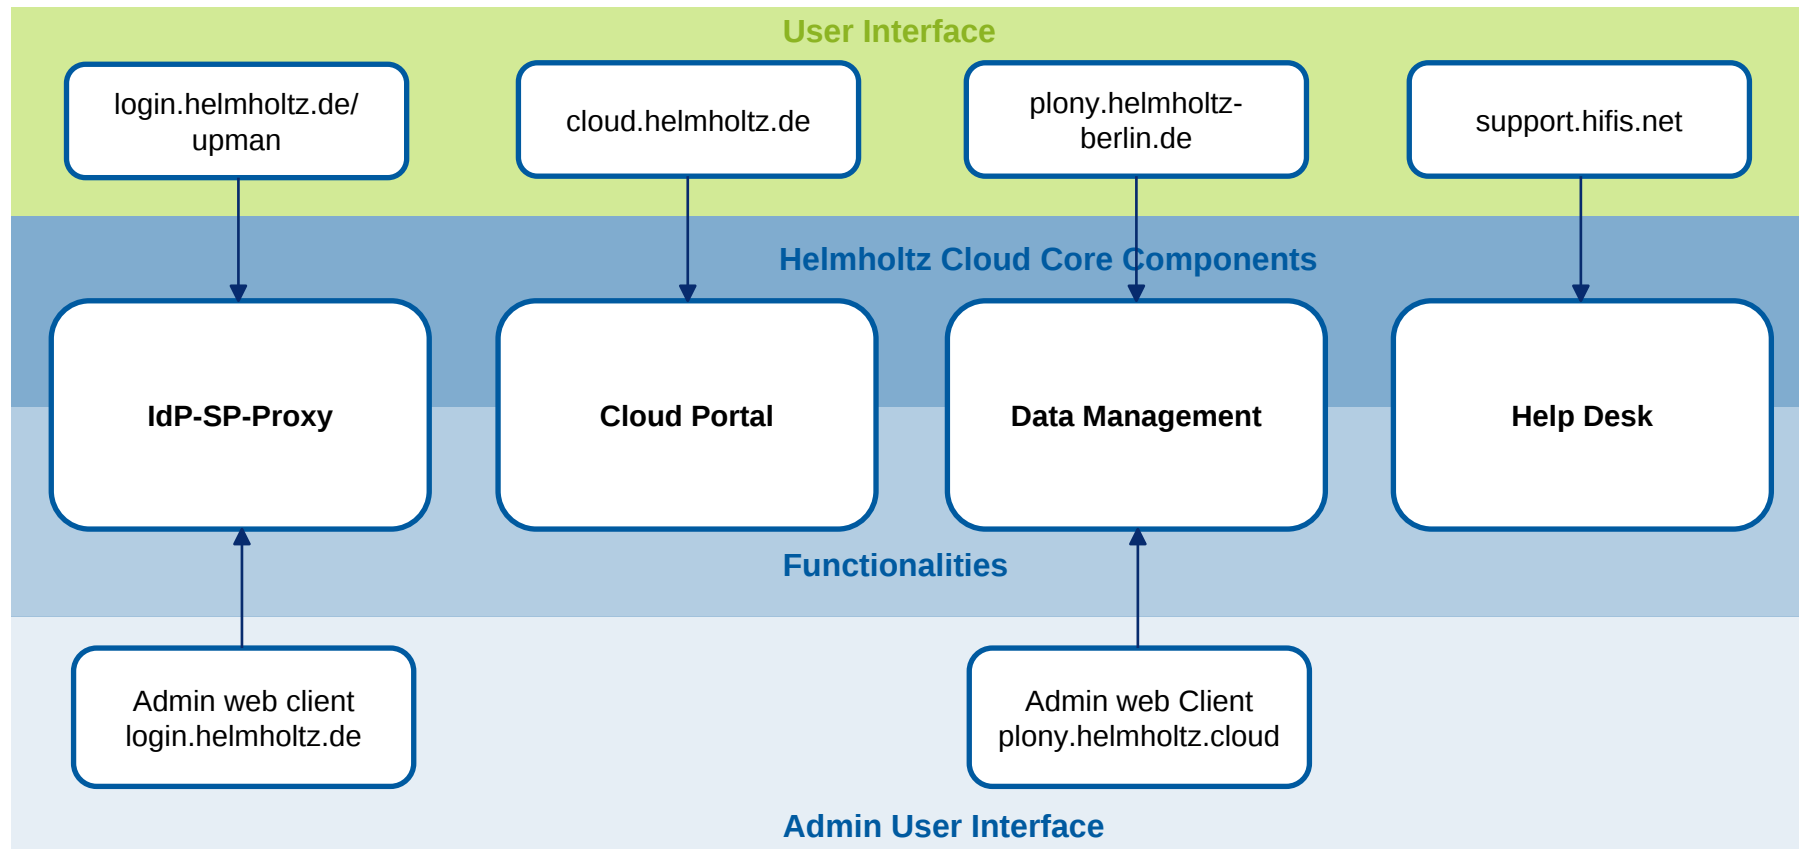 User Interface
login.helmholtz.de/
upman
cloud.helmholtz.de
plony.helmholtz-
berlin.de
support.hifis.net
Helmholtz Cloud Core Components
IdP-SP-Proxy
Cloud Portal
Data Management
Help Desk
Functionalities
Admin web client
login.helmholtz.de
Admin web Client
plony.helmholtz.cloud
Admin User Interface